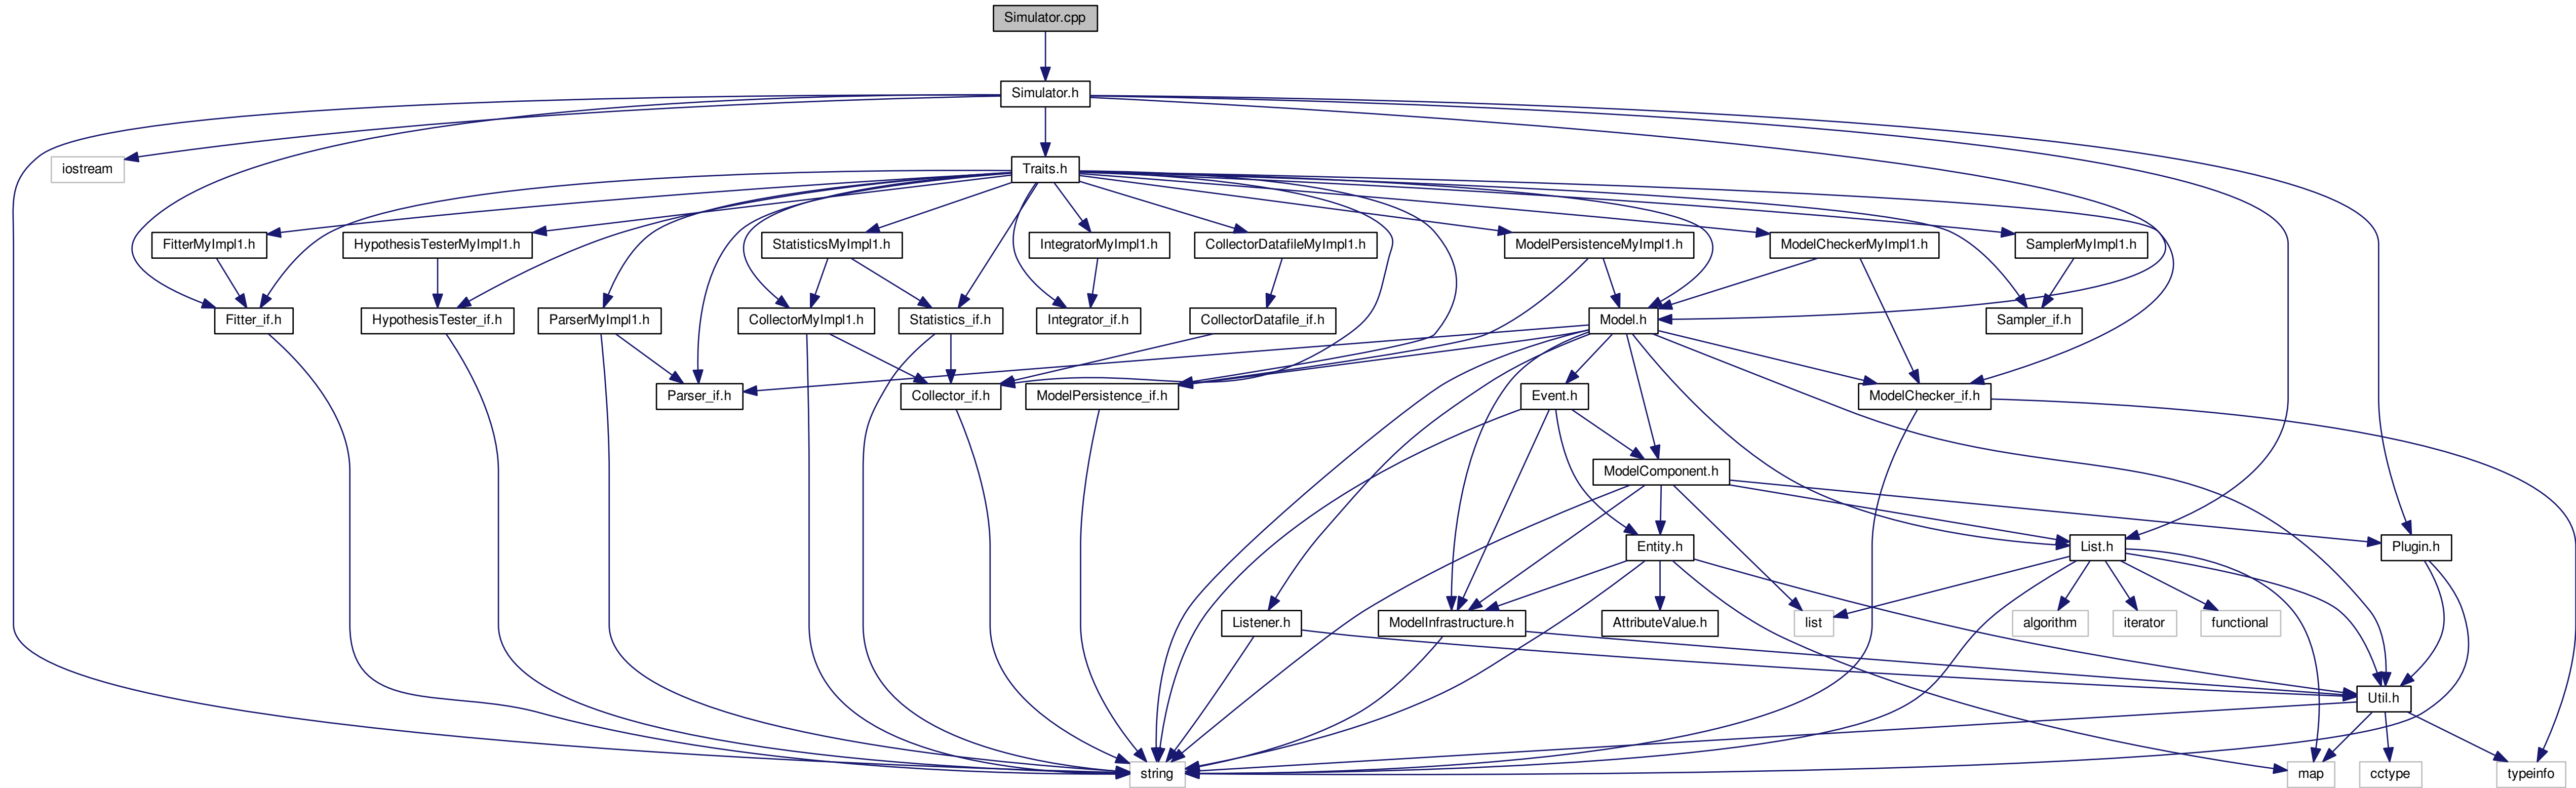 Simulator.cpp
Simulator.h
iostream
Traits.h
FitterMyImpl1.h
HypothesisTesterMyImpl1.h
StatisticsMyImpl1.h
IntegratorMyImpl1.h
CollectorDatafileMyImpl1.h
ModelPersistenceMyImpl1.h
ModelCheckerMyImpl1.h
SamplerMyImpl1.h
Fitter_if.h
HypothesisTester_if.h
ParserMyImpl1.h
CollectorMyImpl1.h
Statistics_if.h
Integrator_if.h
CollectorDatafile_if.h
Model.h
Sampler_if.h
Parser_if.h
Collector_if.h
ModelPersistence_if.h
Event.h
ModelChecker_if.h
ModelComponent.h
Entity.h
List.h
Plugin.h
Listener.h
ModelInfrastructure.h
AttributeValue.h
list
algorithm
iterator
functional
Util.h
string
map
cctype
typeinfo